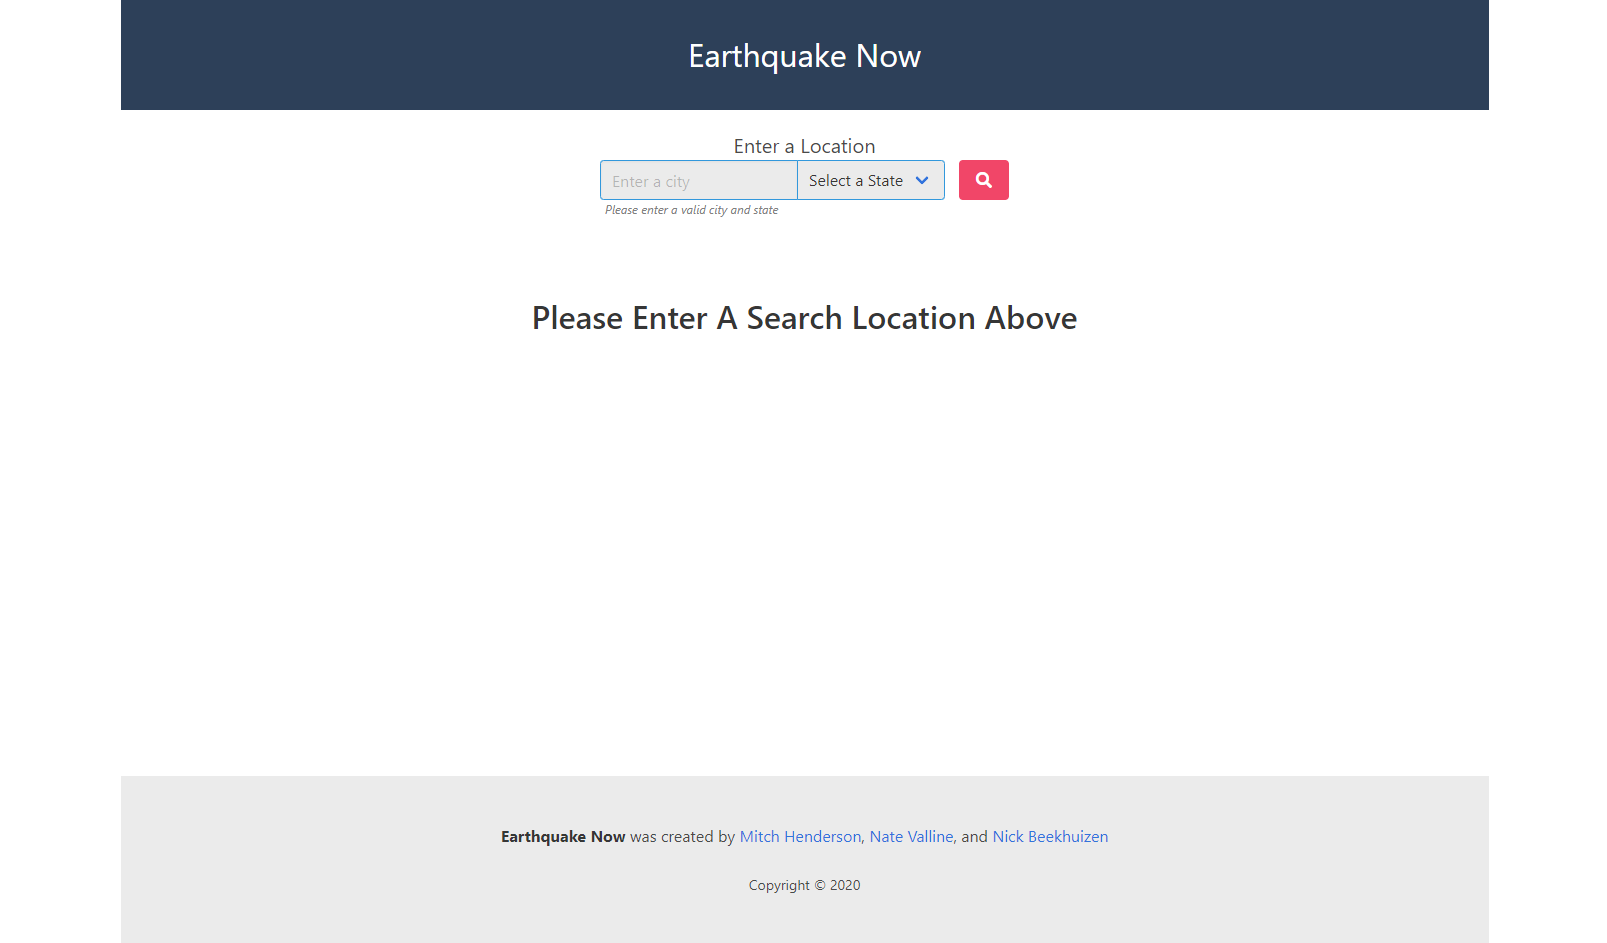 Earthquake Now
Enter a Location
Enter a city
Select a State
Please enter a valid city and state
Please Enter A Search Location Above
Earthquake Now was created by Mitch Henderson, Nate Valline, and Nick Beekhuizen
Copyright © 2020